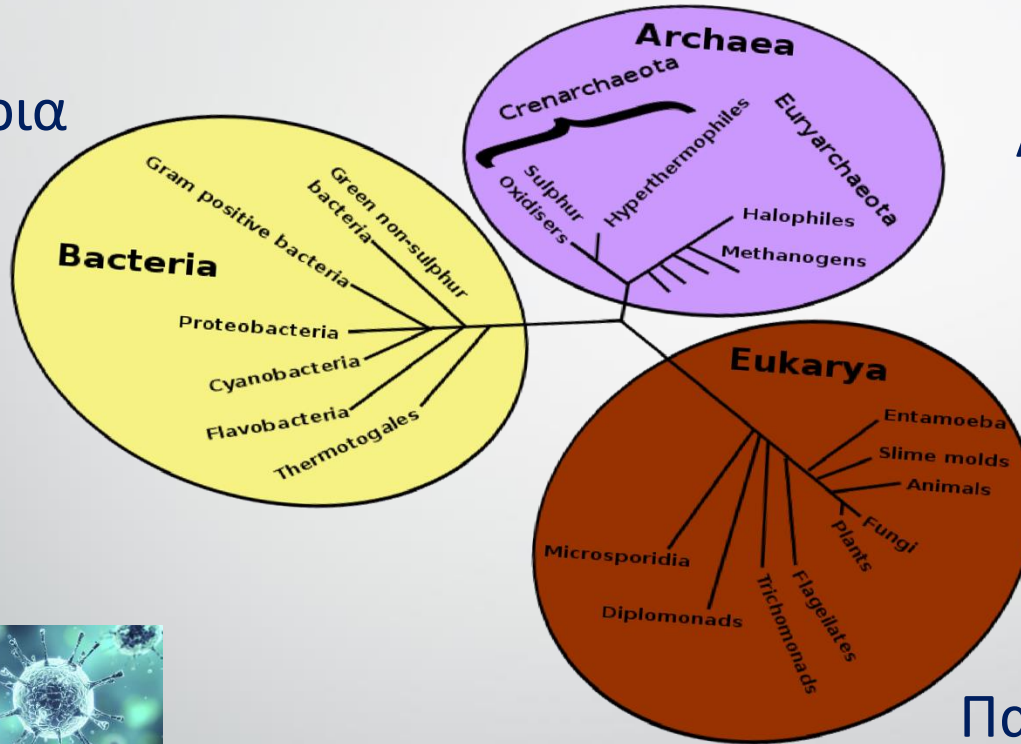 Archaea
Crenarchaeota
Euryarchaeota
Sulphur
Oxidisers
Hyperthermophiles
Halophiles
Methanogens
ρια
Bacteria
Gram positive bacteria
Green non-sulphur
bacteria
Proteobacteria
Cyanobacteria
Flavobacteria
Thermotogales
Eukarya
Entamoeba
Slime molds
Animals
Fungi
Plants
Flagellates
Trichomonads
Diplomonads
Microsporidia
Πα